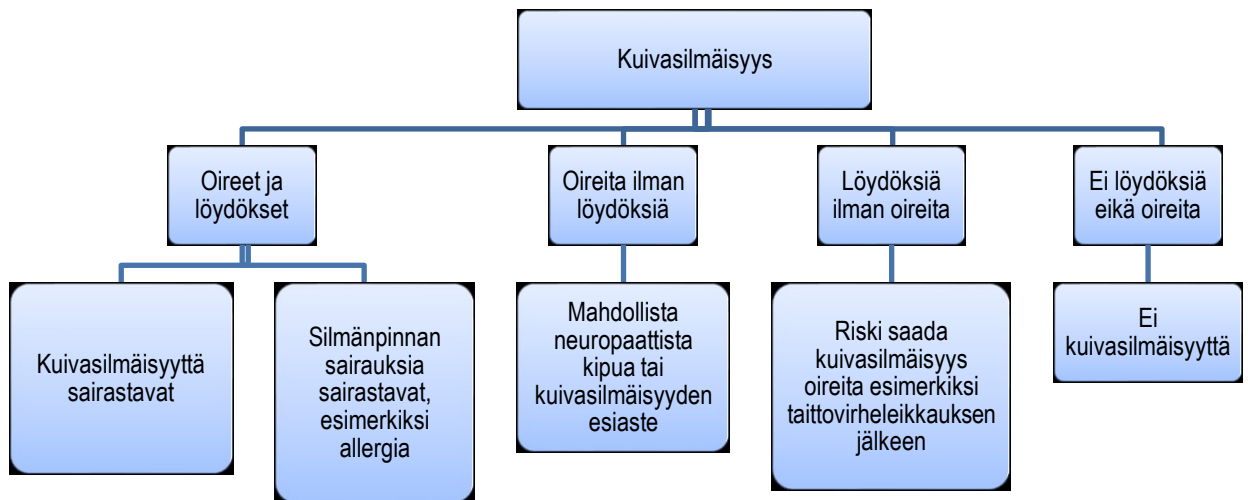 Kuivasilmäisyys
Oireet ja
löydökset
Oireita ilman
löydöksiä
Löydöksiä
ilman oireita
Ei löydöksiä
eikä oireita
Kuivasilmäisyyttä
sairastavat
Silmänpinnan
sairauksia
sairastavat,
esimerkiksi
allergia
Mahdollista
neuropaattista
kipua tai
kuivasilmäisyyden
esiaste
Riski saada
kuivasilmäisyys
oireita esimerkiksi
taittovirheleikkauksen
jälkeen
Ei
kuivasilmäisyyttä